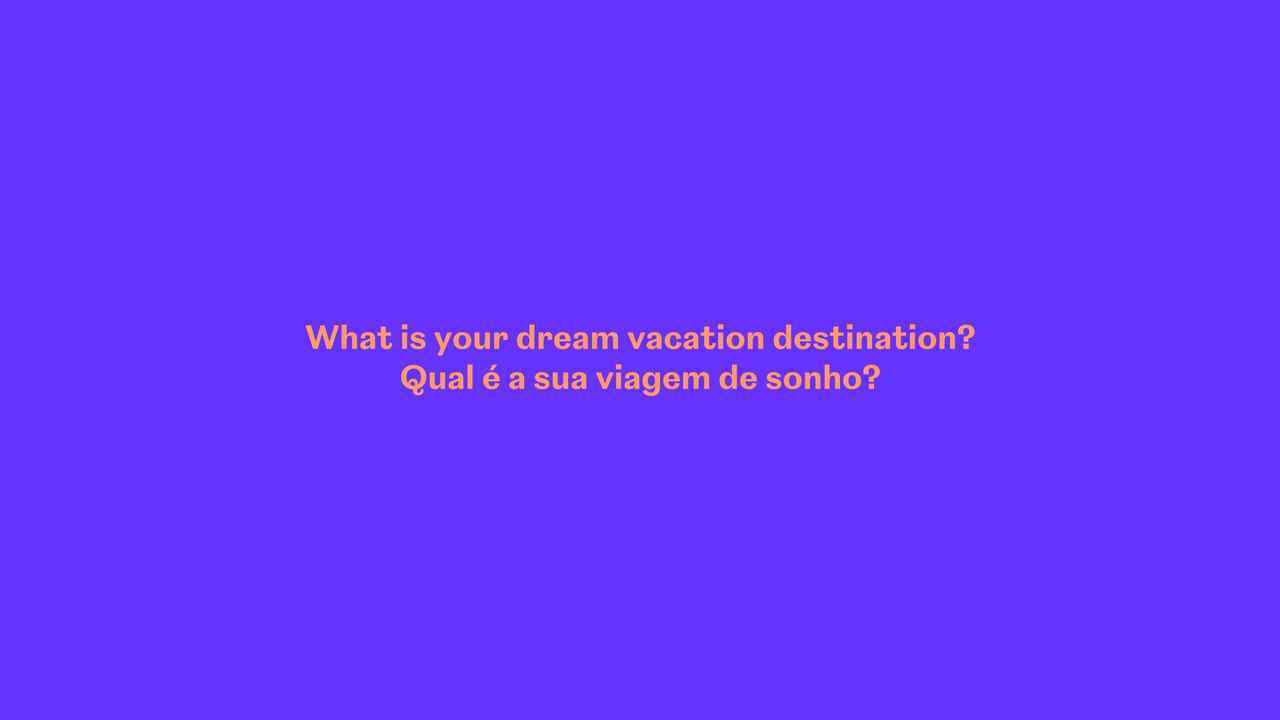 What is your dream vacation destination?
Qual é a sua viagem de sonho?